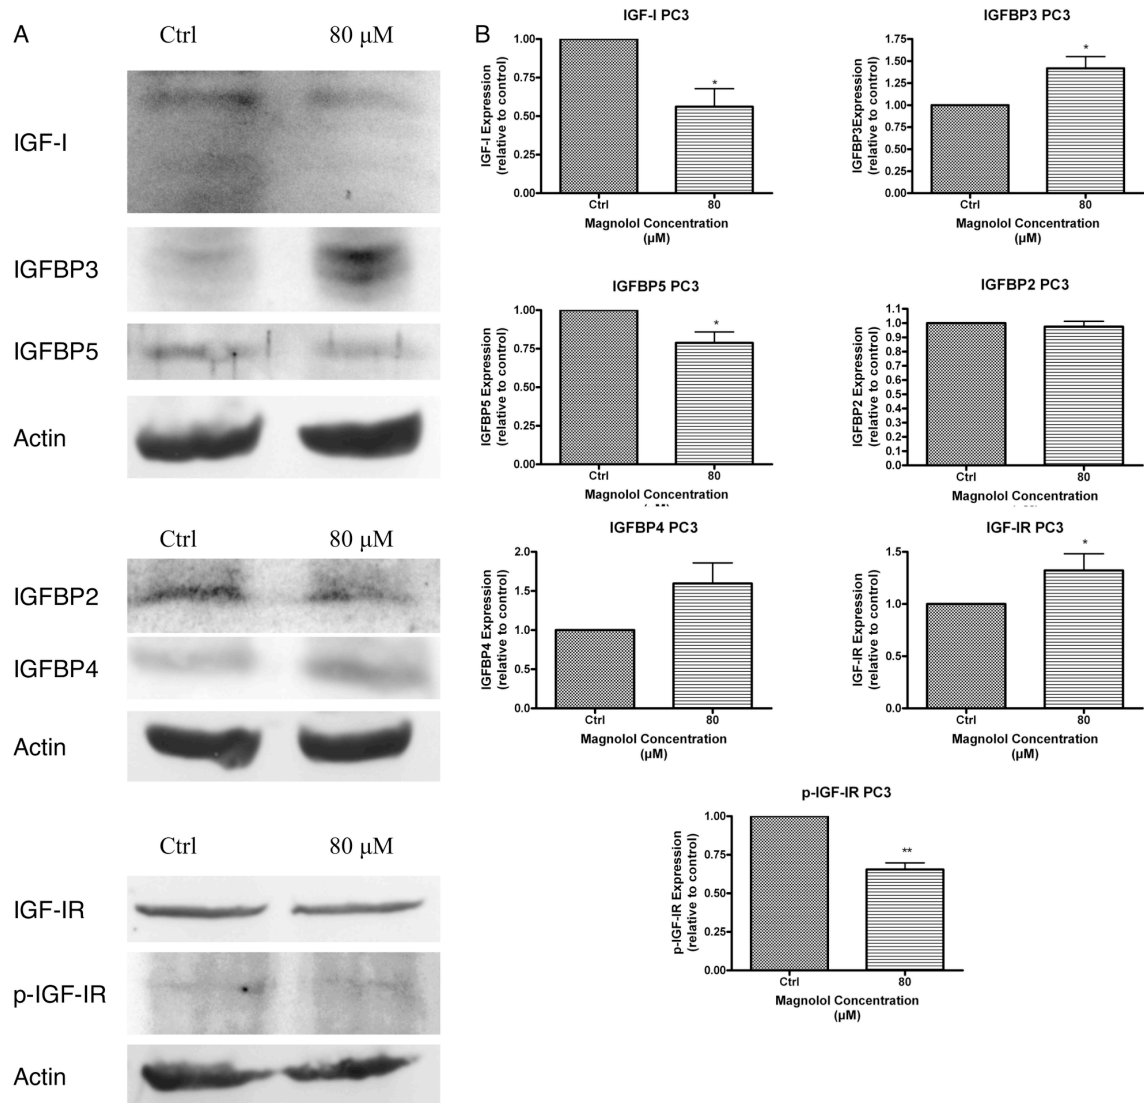 A
Ctrl
80 μM
IGF-I
IGFBP3
IGFBP5
Actin
Ctrl
80 μM
IGFBP2
IGFBP4
Actin
Ctrl
80 μM
IGF-IR
p-IGF-IR
Actin
B
IGF-I PC3
IGF-I Expression
(relative to control)
1.00
0.75
0.50
0.25
0.00
*
Ctrl
80
Magnolol Concentration
(μM)
IGFBP3 PC3
IGFBP3Expression
(relative to control)
1.75
1.50
1.25
1.00
0.75
0.50
0.25
0.00
*
Ctrl
80
Magnolol Concentration
(μM)
IGFBP5 PC3
IGFBP5 Expression
(relative to control)
1.00
0.75
0.50
0.25
0.00
*
Ctrl
80
Magnolol Concentration
IGFBP2 PC3
IGFBP2 Expression
(relative to control)
1.1
1.0
0.9
0.8
0.7
0.6
0.5
0.4
0.3
0.2
0.1
0.0
Ctrl
80
Magnolol Concentration
IGFBP4 PC3
IGFBP4 Expression
(relative to control)
2.0
1.5
1.0
0.5
0.0
Ctrl
80
Magnolol Concentration
(μM)
IGF-IR PC3
IGF-IR Expression
(relative to control)
1.5
1.0
0.5
0.0
*
Ctrl
80
Magnolol Concentration
(μM)
p-IGF-IR PC3
p-IGF-IR Expression
(relative to control)
1.00
0.75
0.50
0.25
0.00
**
Ctrl
80
Magnolol Concentration
(μM)